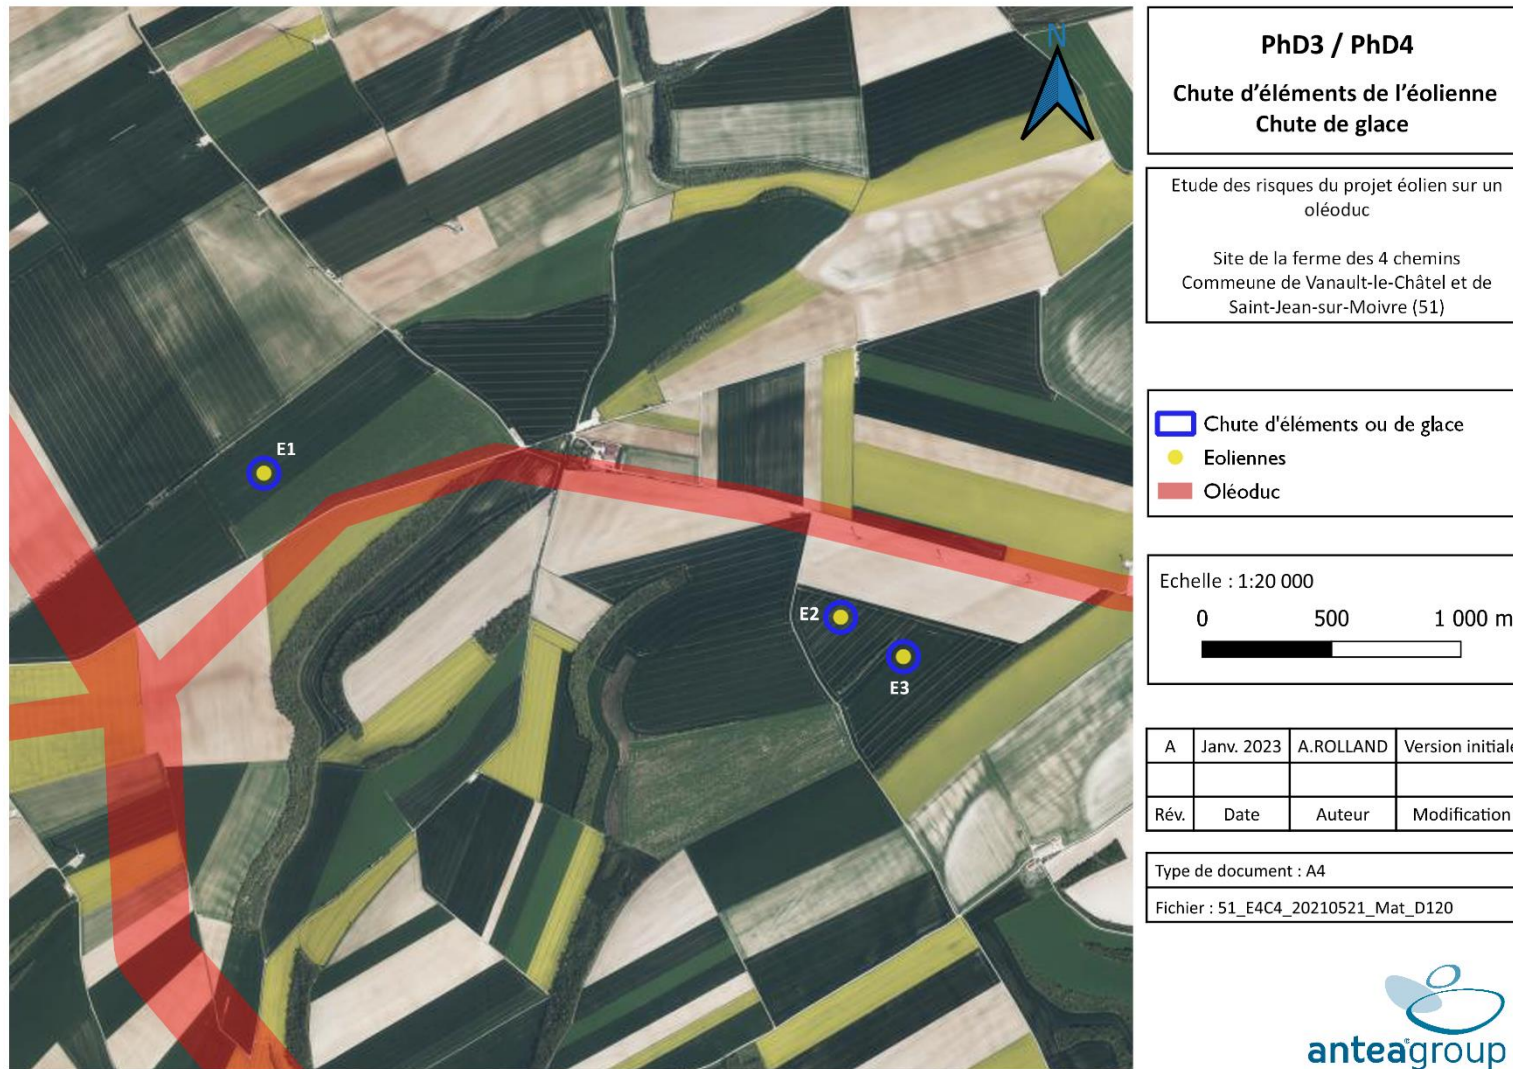 N
E1
E2
E3
PhD3 / PhD4
Chute d'éléments de l'éolienne
Chute de glace
Etude des risques du projet éolien sur un
oléoduc
Site de la ferme des 4 chemins
Commeune de Vanault-le-Châtel et de
Saint-Jean-sur-Moivre (51)
Chute d'éléments ou de glace
Eoliennes
Oléoduc
Echelle : 1:20 000
0 500 1 000 m
A Janv. 2023 A.ROLLAND Version initiale
Rév. Date Auteur Modification
Type de document : A4
Fichier : 51_E4C4_20210521_Mat_D120
anteagroup